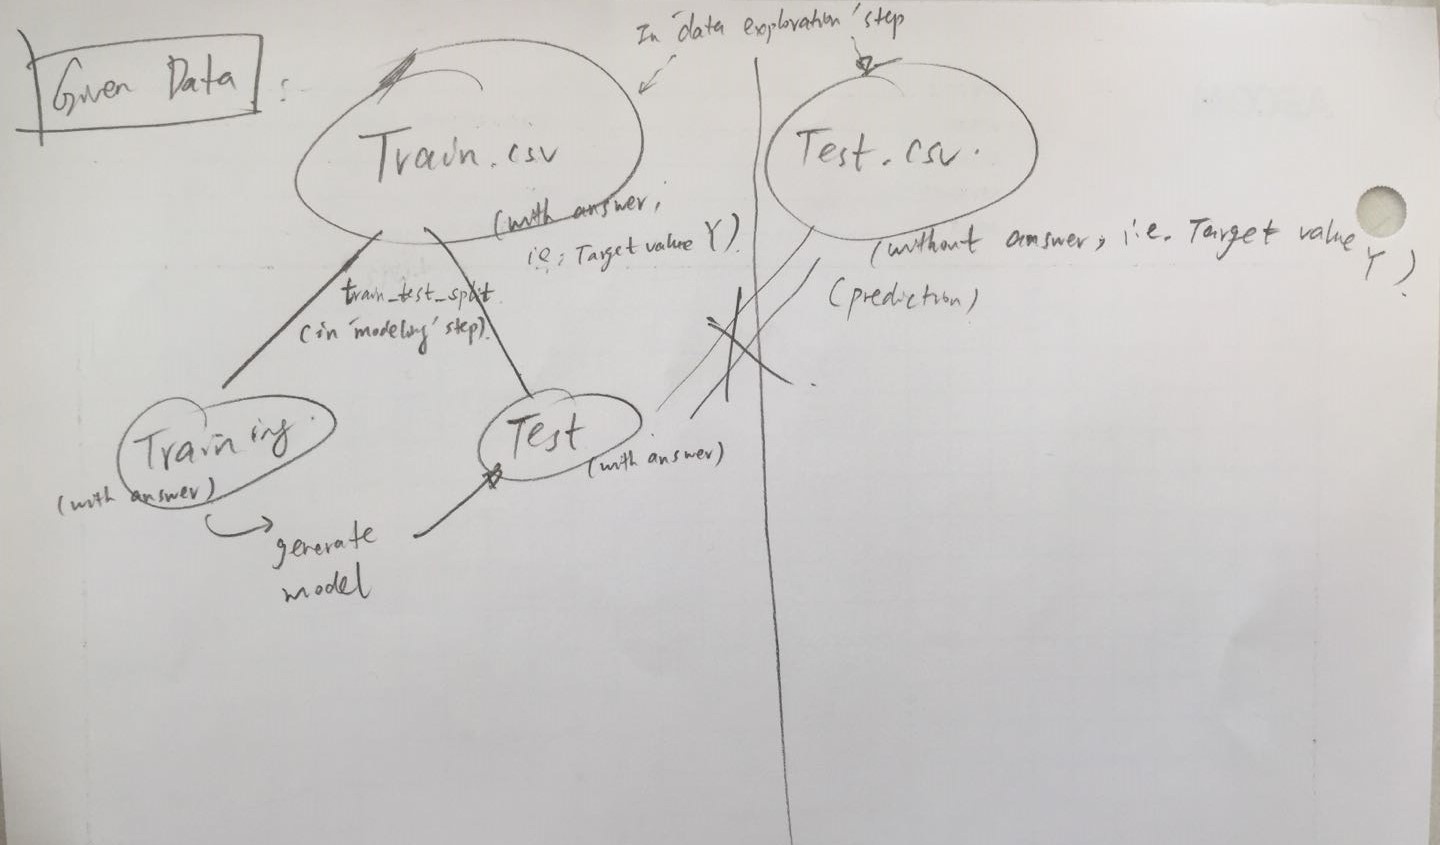 In 'data exploration' step
Given Data :
Train.csv
(with answer,
i.e, Target value Y)
Test.csv.
(without answer, i.e. Target value
Y)
(prediction)
train_test_split
(in 'modeling' step)
Training
(with answer)
Test
(with answer)
generate
model